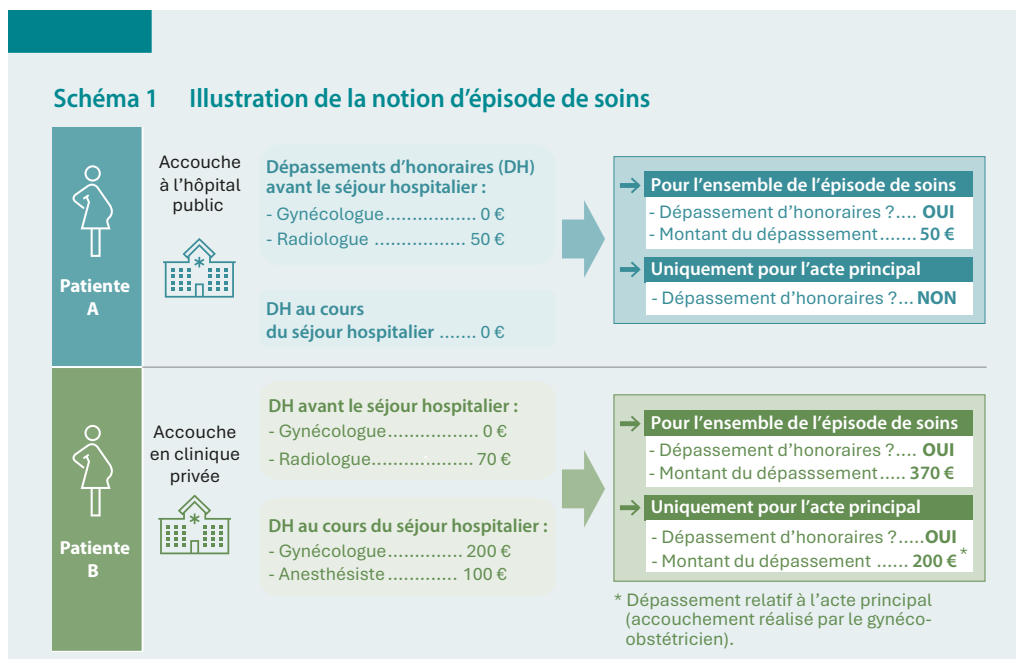 Schéma 1 Illustration de la notion d'épisode de soins
Patiente
A
Accouche
à l'hôpital
public
Dépassements d'honoraires (DH)
avant le séjour hospitalier :
- Gynécologue................. 0 €
- Radiologue ................. 50 €
DH au cours
du séjour hospitalier ....... 0 €
→ Pour l'ensemble de l'épisode de soins
- Dépassement d'honoraires ?.... OUI
- Montant du dépasssement....... 50 €
→ Uniquement pour l'acte principal
- Dépassement d'honoraires ?... NON
Patiente
B
Accouche
en clinique
privée
DH avant le séjour hospitalier :
- Gynécologue................. 0 €
- Radiologue................... 70 €
DH au cours du séjour hospitalier :
- Gynécologue.............. 200 €
- Anesthésiste ............. 100 €
→ Pour l'ensemble de l'épisode de soins
- Dépassement d'honoraires ?.... OUI
- Montant du dépasssement..... 370 €
→ Uniquement pour l'acte principal
- Dépassement d'honoraires ?.....OUI
- Montant du dépassement ...... 200 €*
* Dépassement relatif à l'acte principal
(accouchement réalisé par le gynéco-
obstétricien).